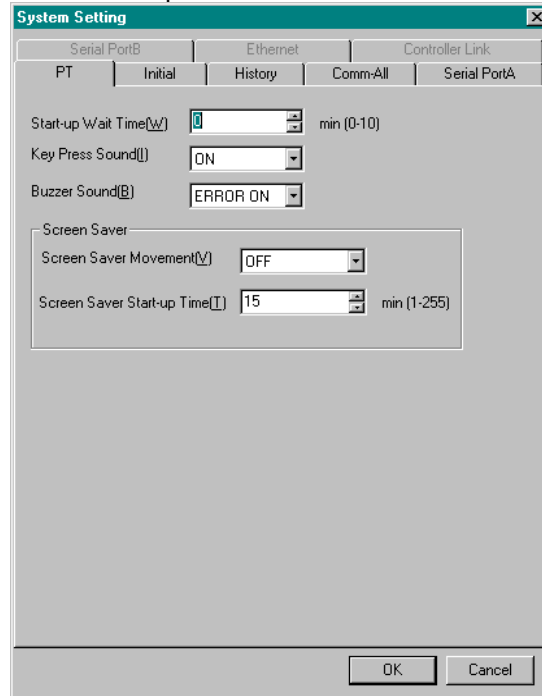 System Setting
Serial PortB Ethernet Controller Link
PT Initial History Comm-All Serial PortA
Start-up Wait Time(W) 0 min (0-10)
Key Press Sound(I) ON
Buzzer Sound(B) ERROR ON
Screen Saver
Screen Saver Movement(V) OFF
Screen Saver Start-up Time(T) 15 min (1-255)
OK Cancel